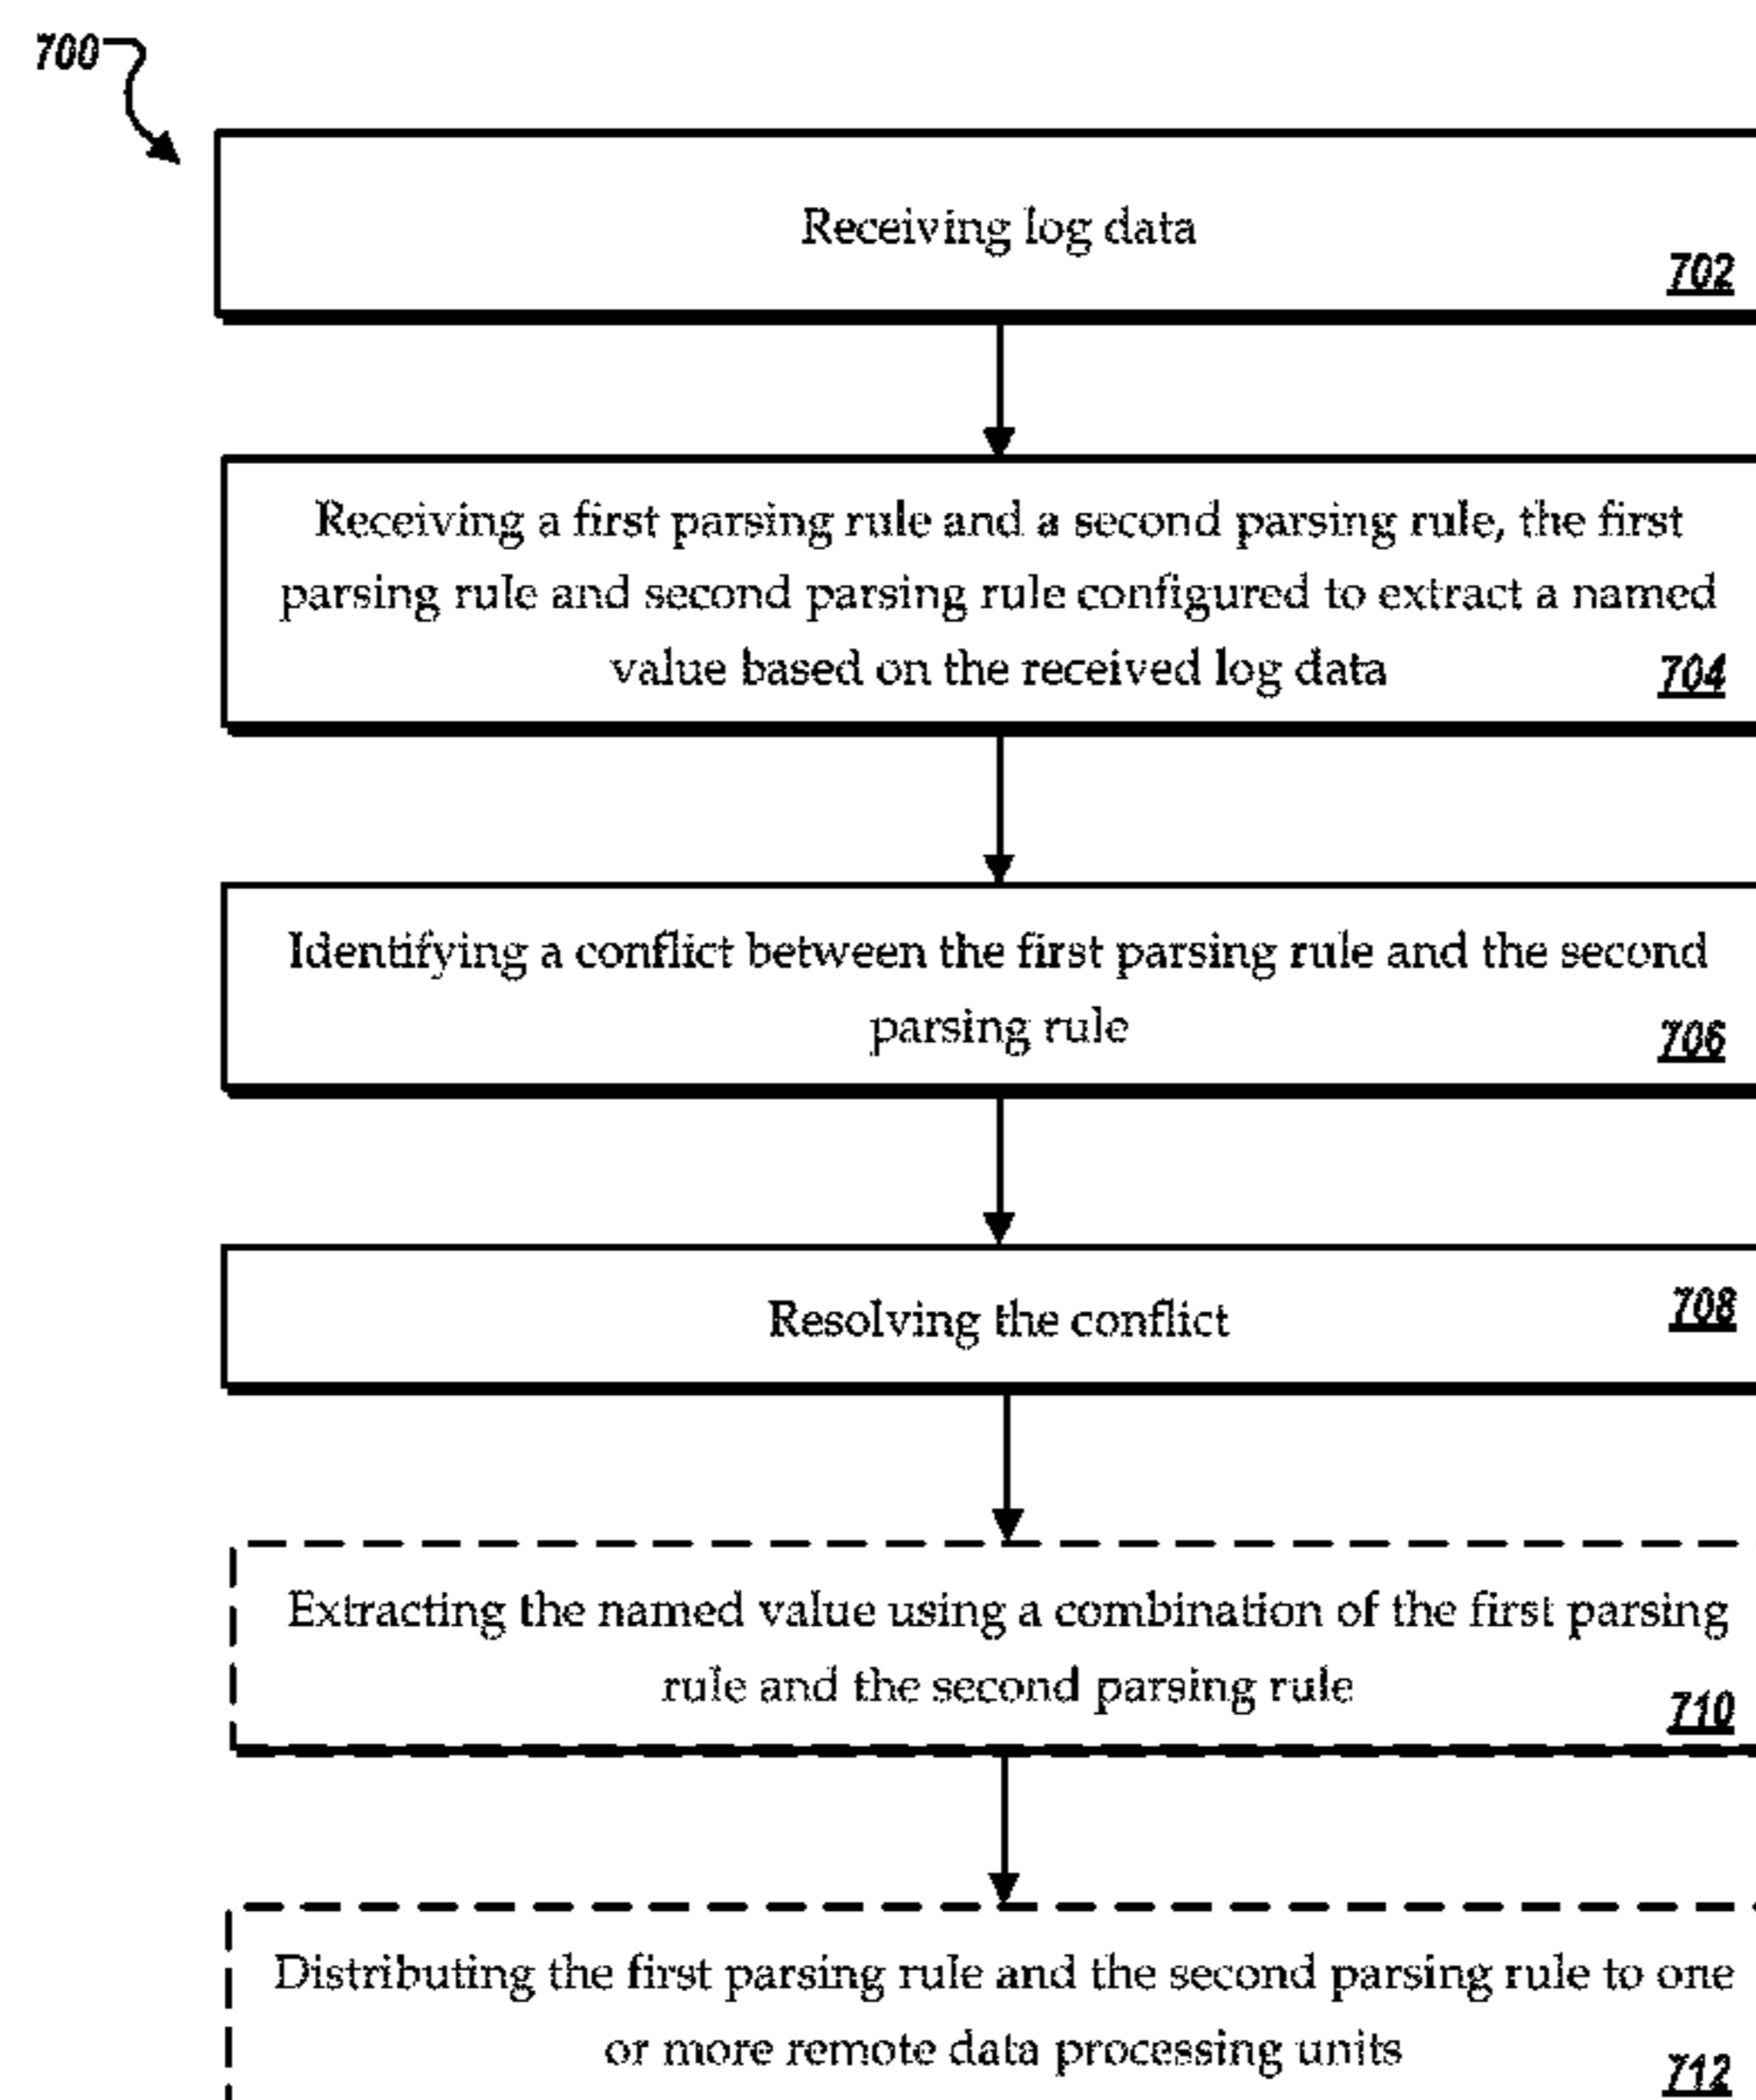 700
Receiving log data
702
Receiving a first parsing rule and a second parsing rule, the first
parsing rule and second parsing rule configured to extract a named
value based on the received log data
704
Identifying a conflict between the first parsing rule and the second
parsing rule
706
Resolving the conflict
708
Extracting the named value using a combination of the first parsing
rule and the second parsing rule
710
Distributing the first parsing rule and the second parsing rule to one
or more remote data processing units
712